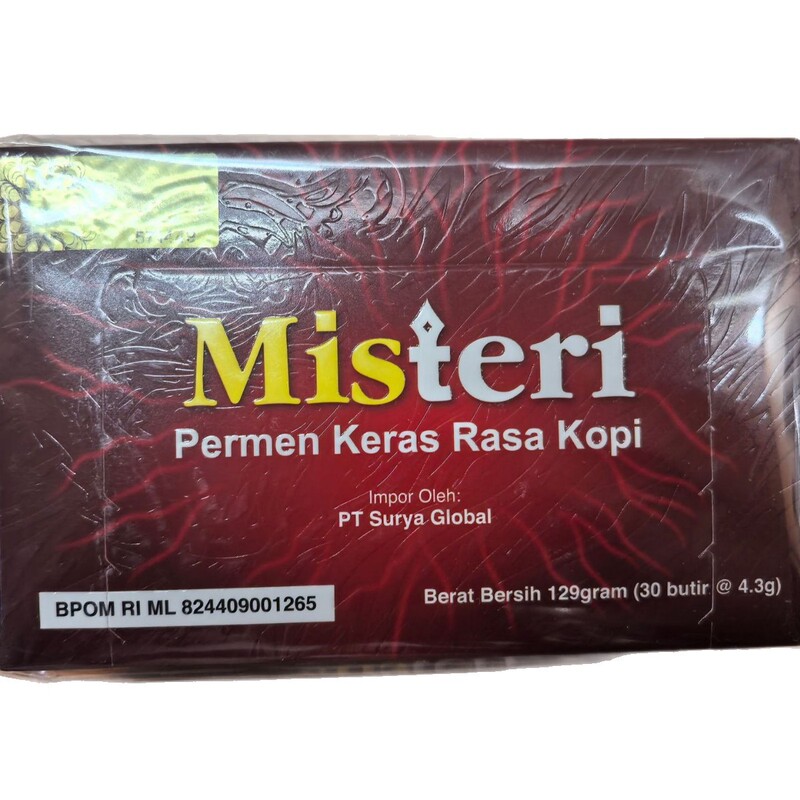 Misteri
Permen Keras Rasa Kopi
Impor Oleh:
PT Surya Global
BPOM RI ML 824409001265
Berat Bersih 129gram (30 butir @ 4.3g)